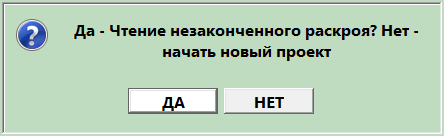 Да - Чтение незаконченного раскроя? Нет -
начать новый проект
ДА НЕТ